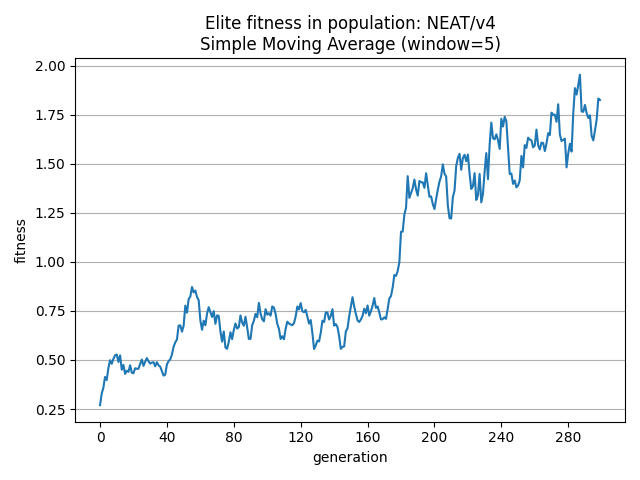 Elite fitness in population: NEAT/v4
Simple Moving Average (window=5)
2.00
1.75
1.50
1.25
1.00
0.75
0.50
0.25
fitness
0 40 80 120 160 200 240 280
generation